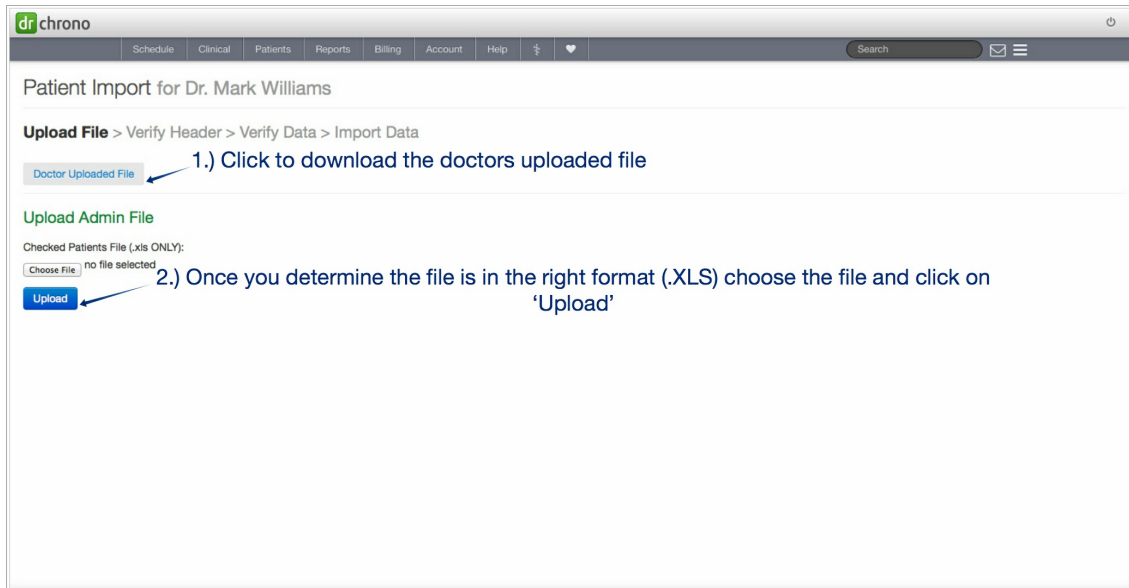 drchrono
Schedule Clinical Patients Reports Billing Account Help Search
Patient Import for Dr. Mark Williams
Upload File > Verify Header > Verify Data > Import Data
Doctor Uploaded File
1.) Click to download the doctors uploaded file
Upload Admin File
Checked Patients File (.xls ONLY):
Choose File no file selected
2.) Once you determine the file is in the right format (.XLS) choose the file and click on
'Upload'
Upload